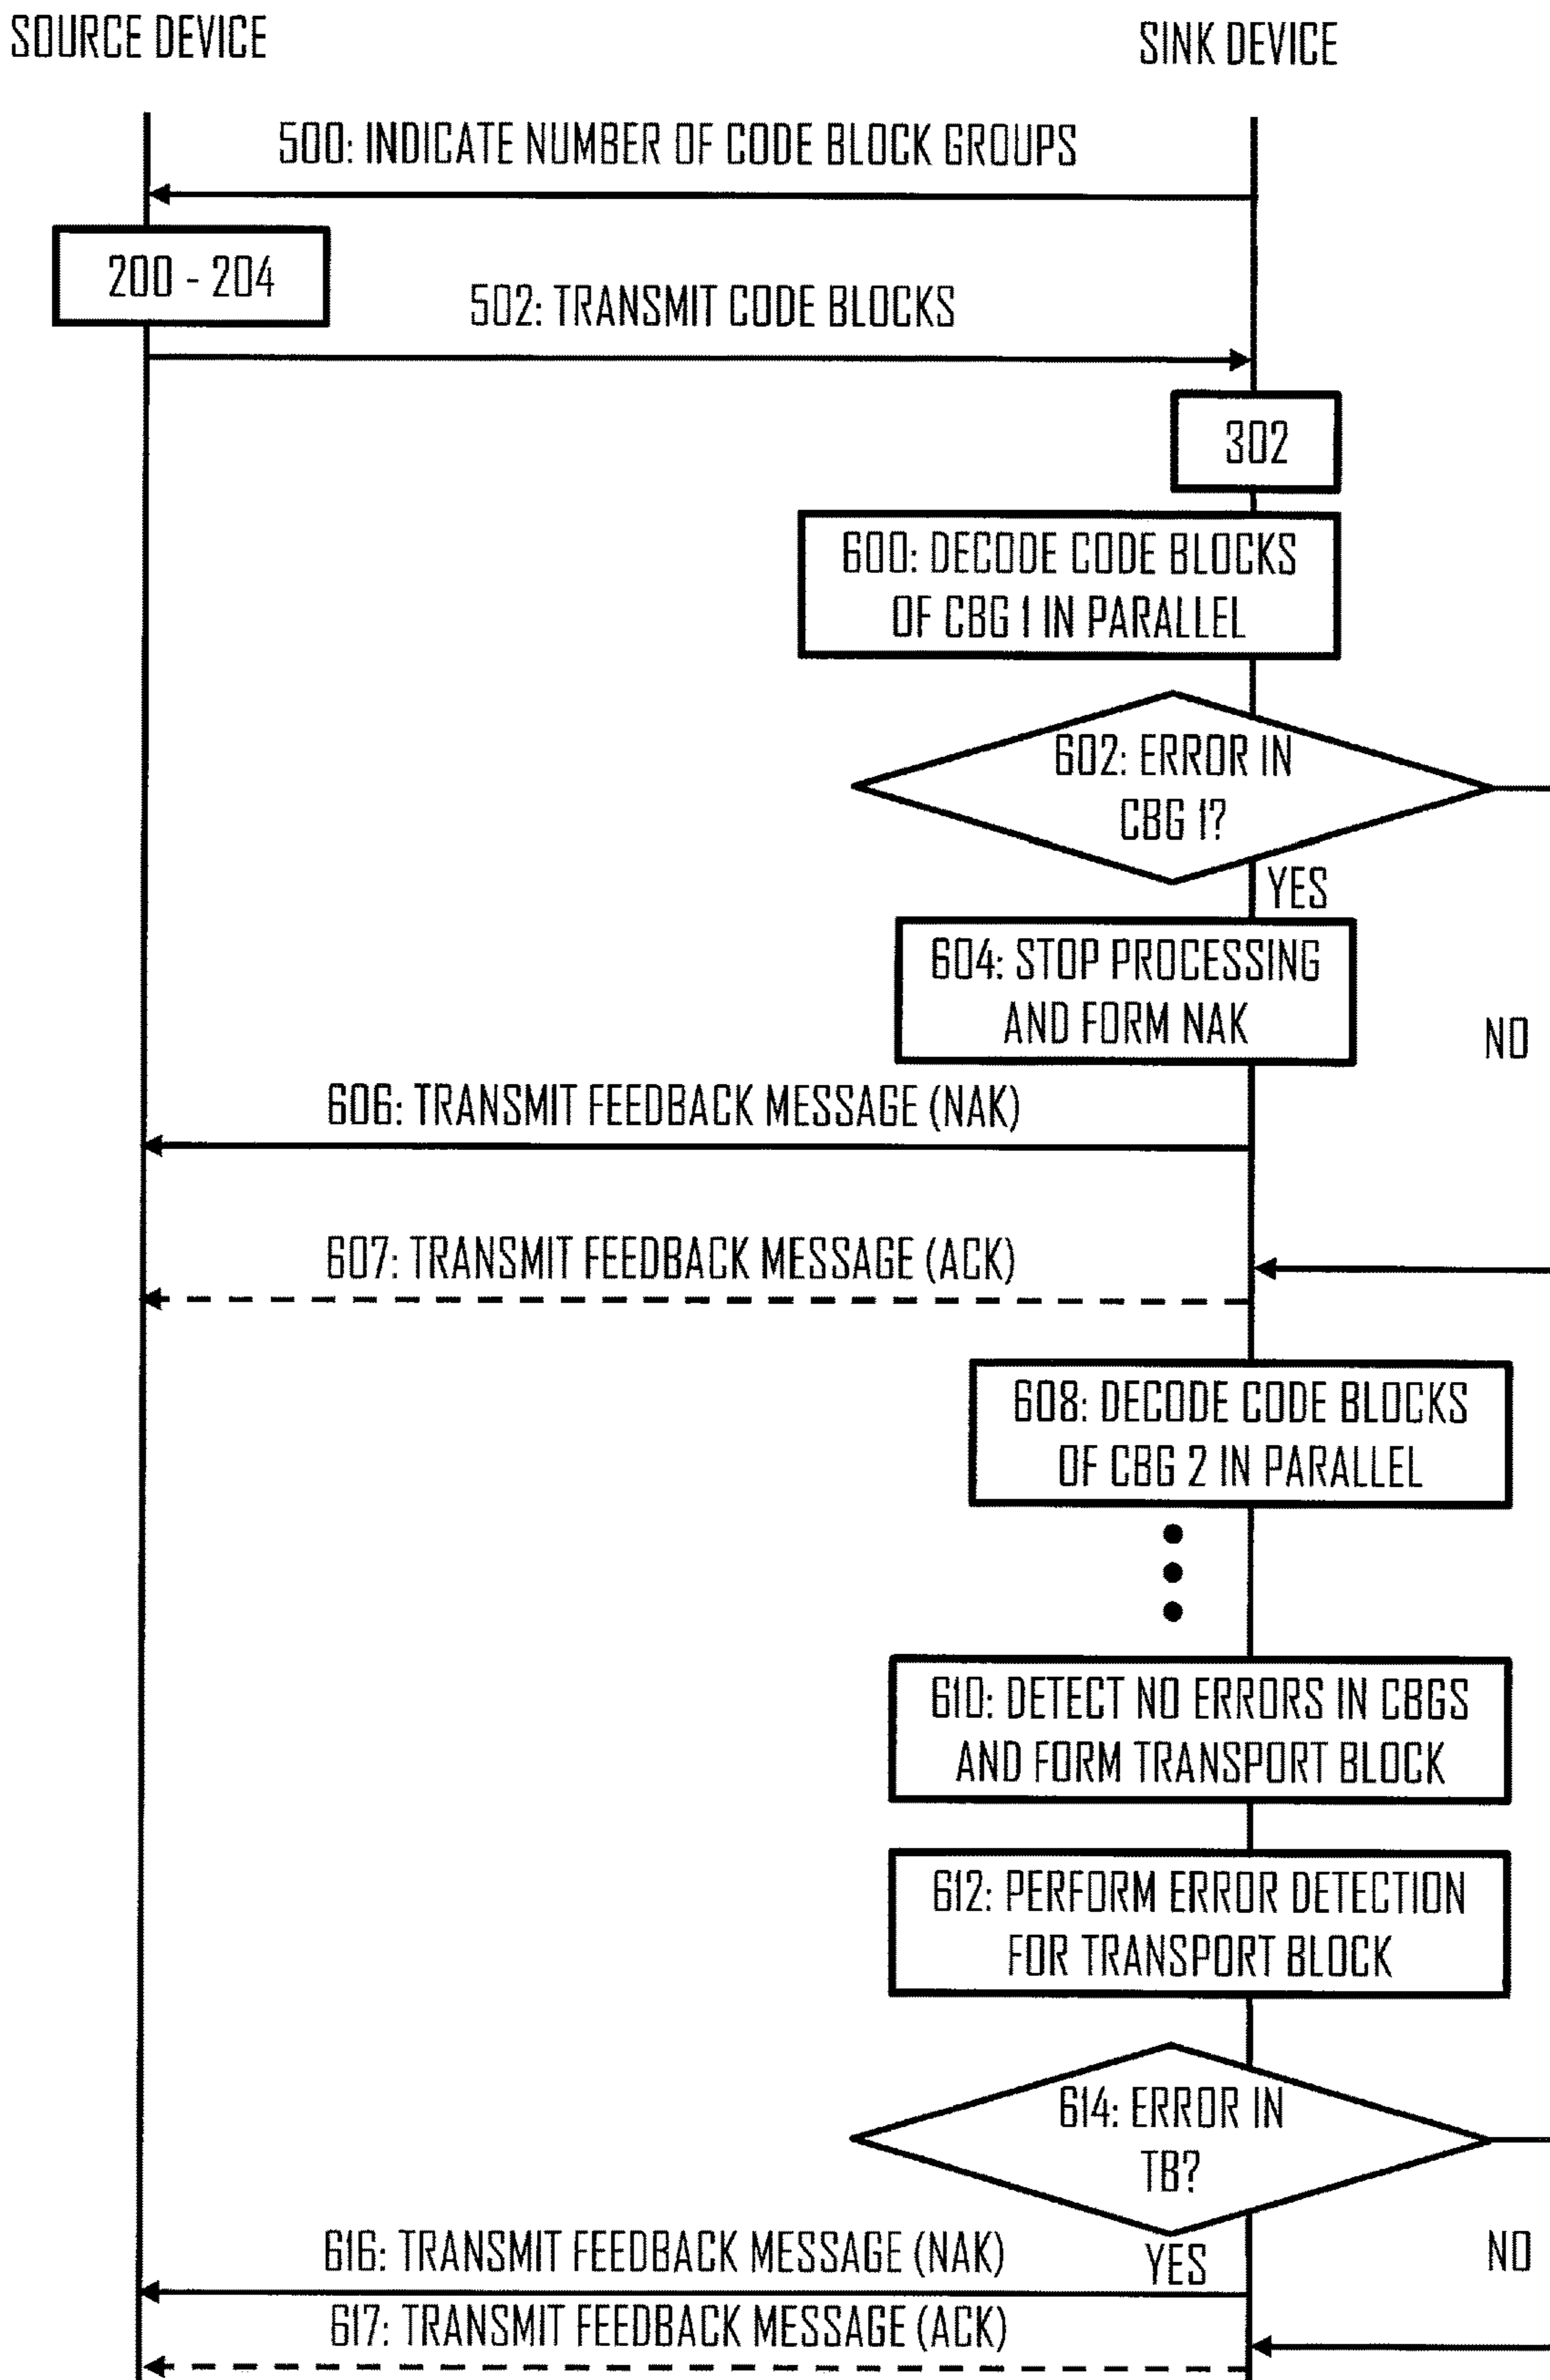 SOURCE DEVICE
SINK DEVICE
500: INDICATE NUMBER OF CODE BLOCK GROUPS
200 - 204
502: TRANSMIT CODE BLOCKS
302
600: DECODE CODE BLOCKS
OF CBG 1 IN PARALLEL
602: ERROR IN
CBG 1?
YES
604: STOP PROCESSING
AND FORM NAK
NO
606: TRANSMIT FEEDBACK MESSAGE (NAK)
607: TRANSMIT FEEDBACK MESSAGE (ACK)
608: DECODE CODE BLOCKS
OF CBG 2 IN PARALLEL
610: DETECT NO ERRORS IN CBGS
AND FORM TRANSPORT BLOCK
612: PERFORM ERROR DETECTION
FOR TRANSPORT BLOCK
614: ERROR IN
TB?
616: TRANSMIT FEEDBACK MESSAGE (NAK)
YES
NO
617: TRANSMIT FEEDBACK MESSAGE (ACK)